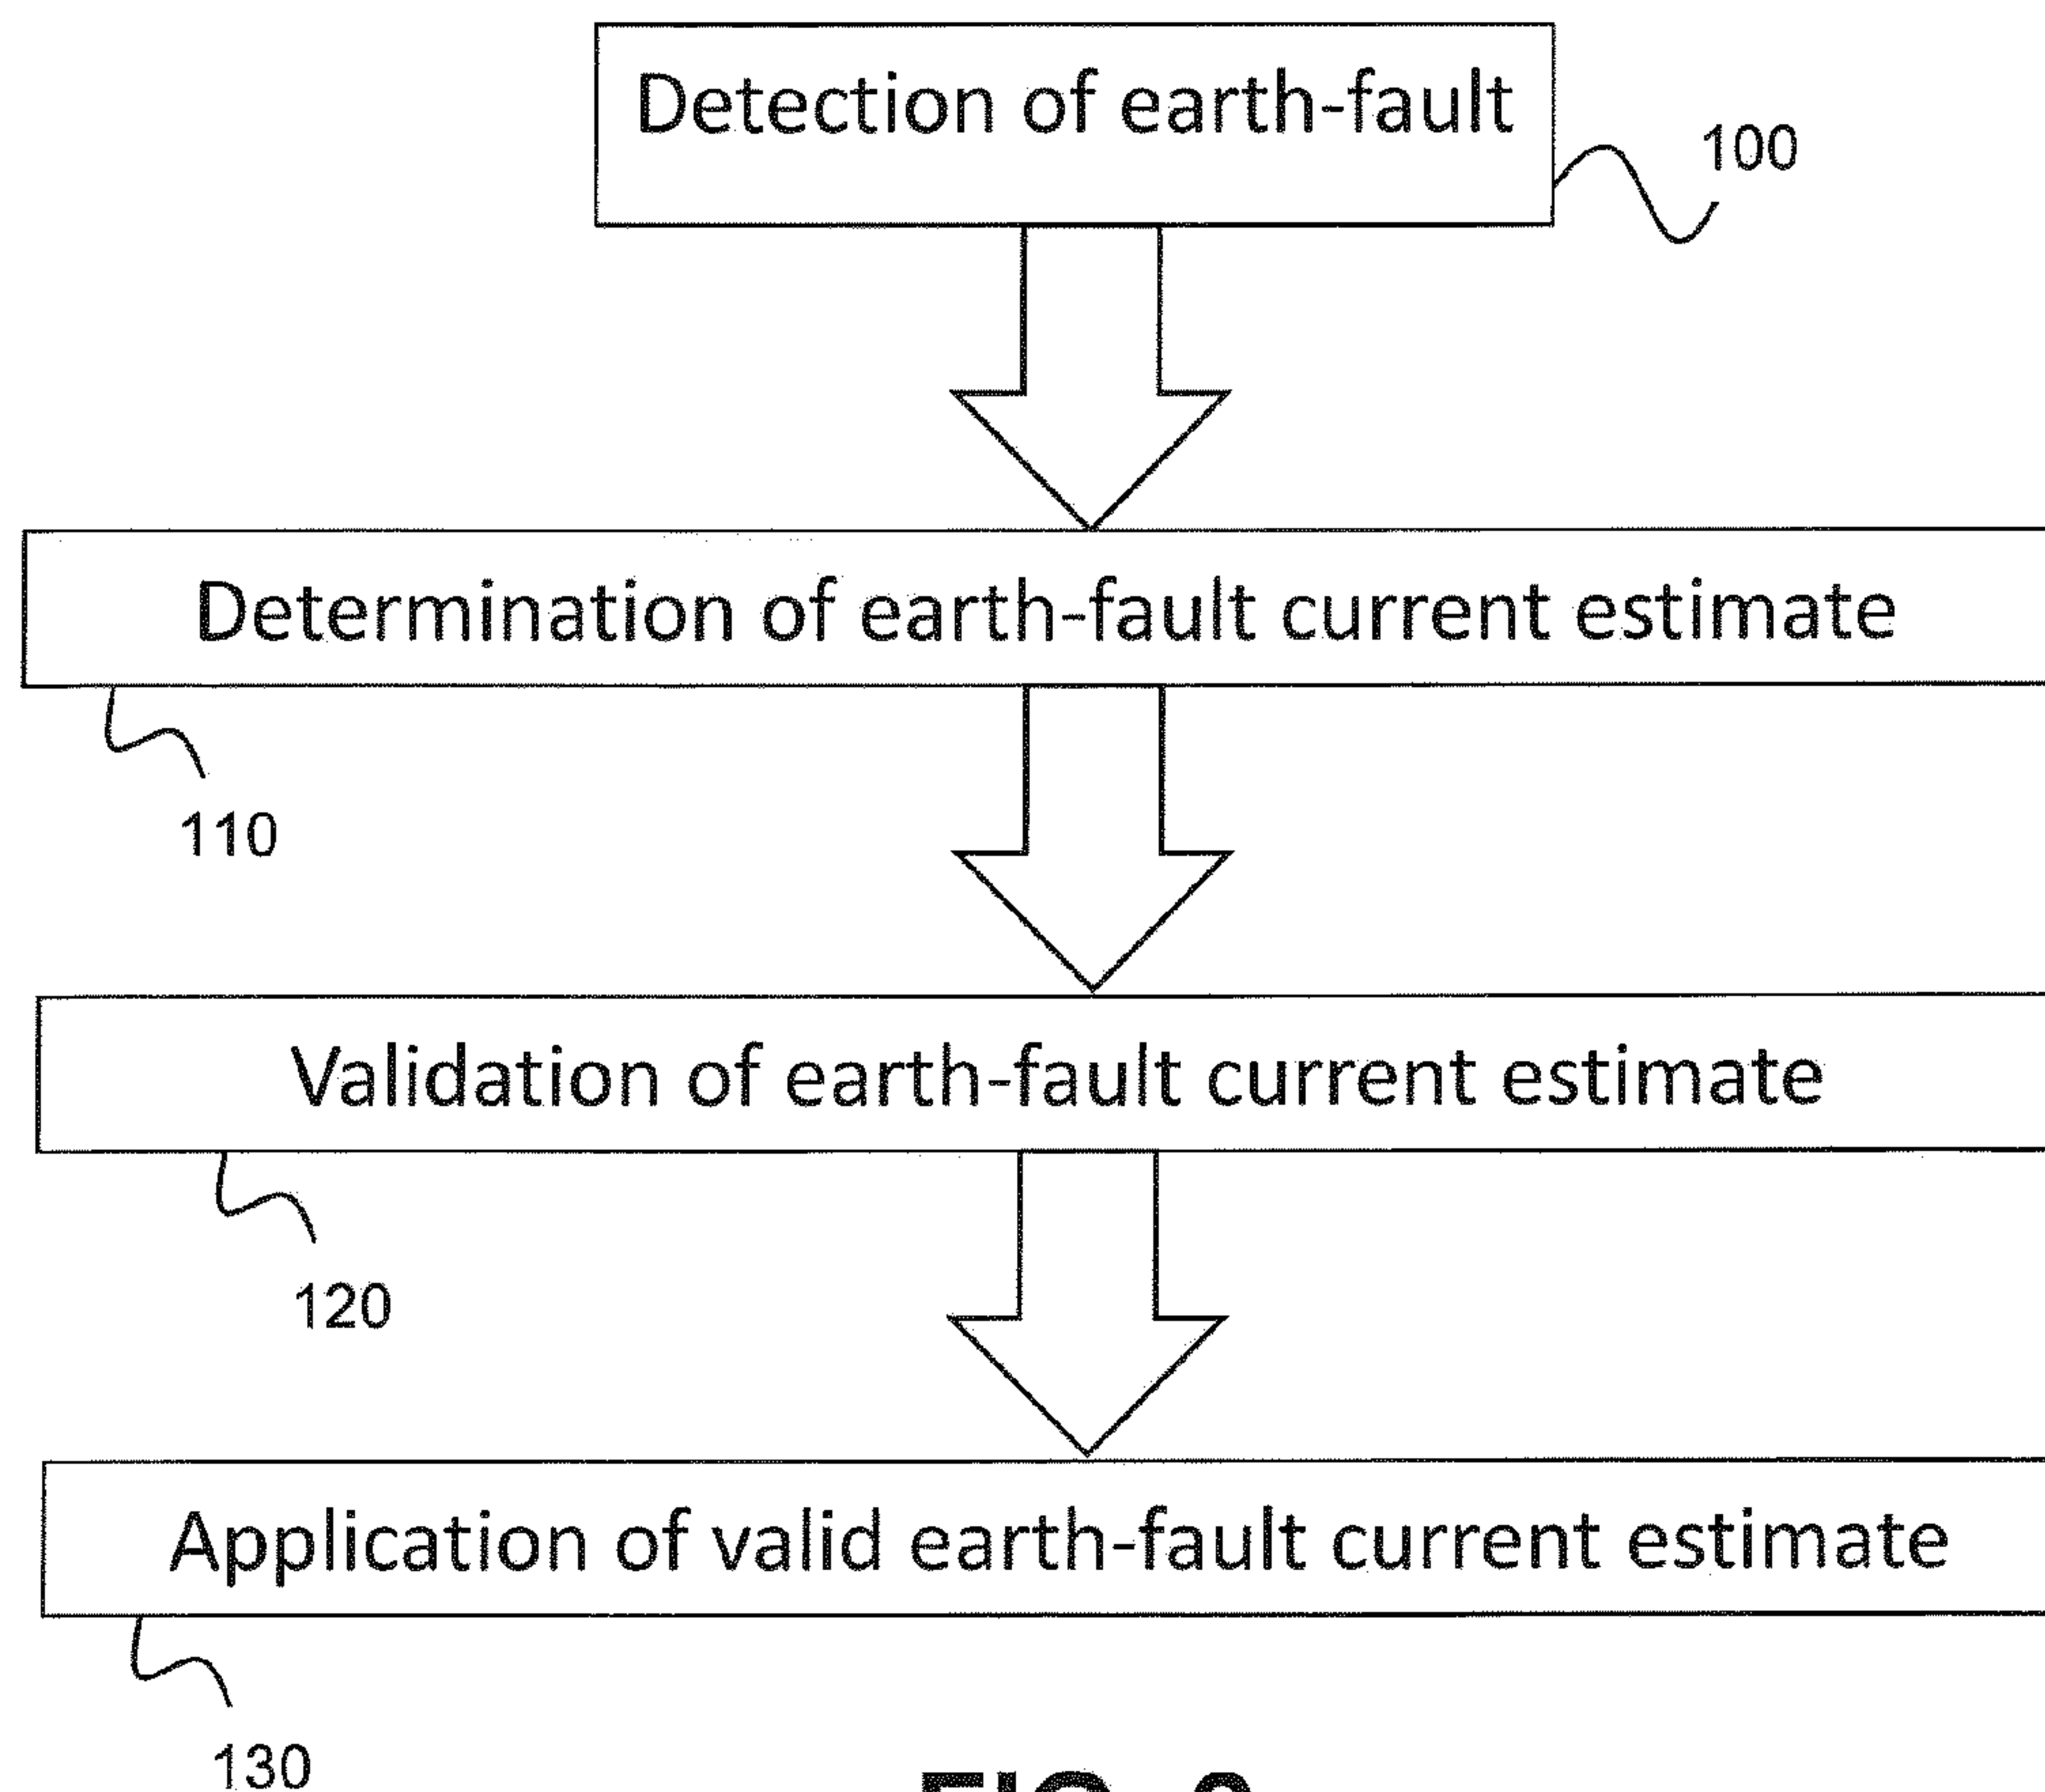 Detection of earth-fault
100
Determination of earth-fault current estimate
110
Validation of earth-fault current estimate
120
Application of valid earth-fault current estimate
130
FIG.